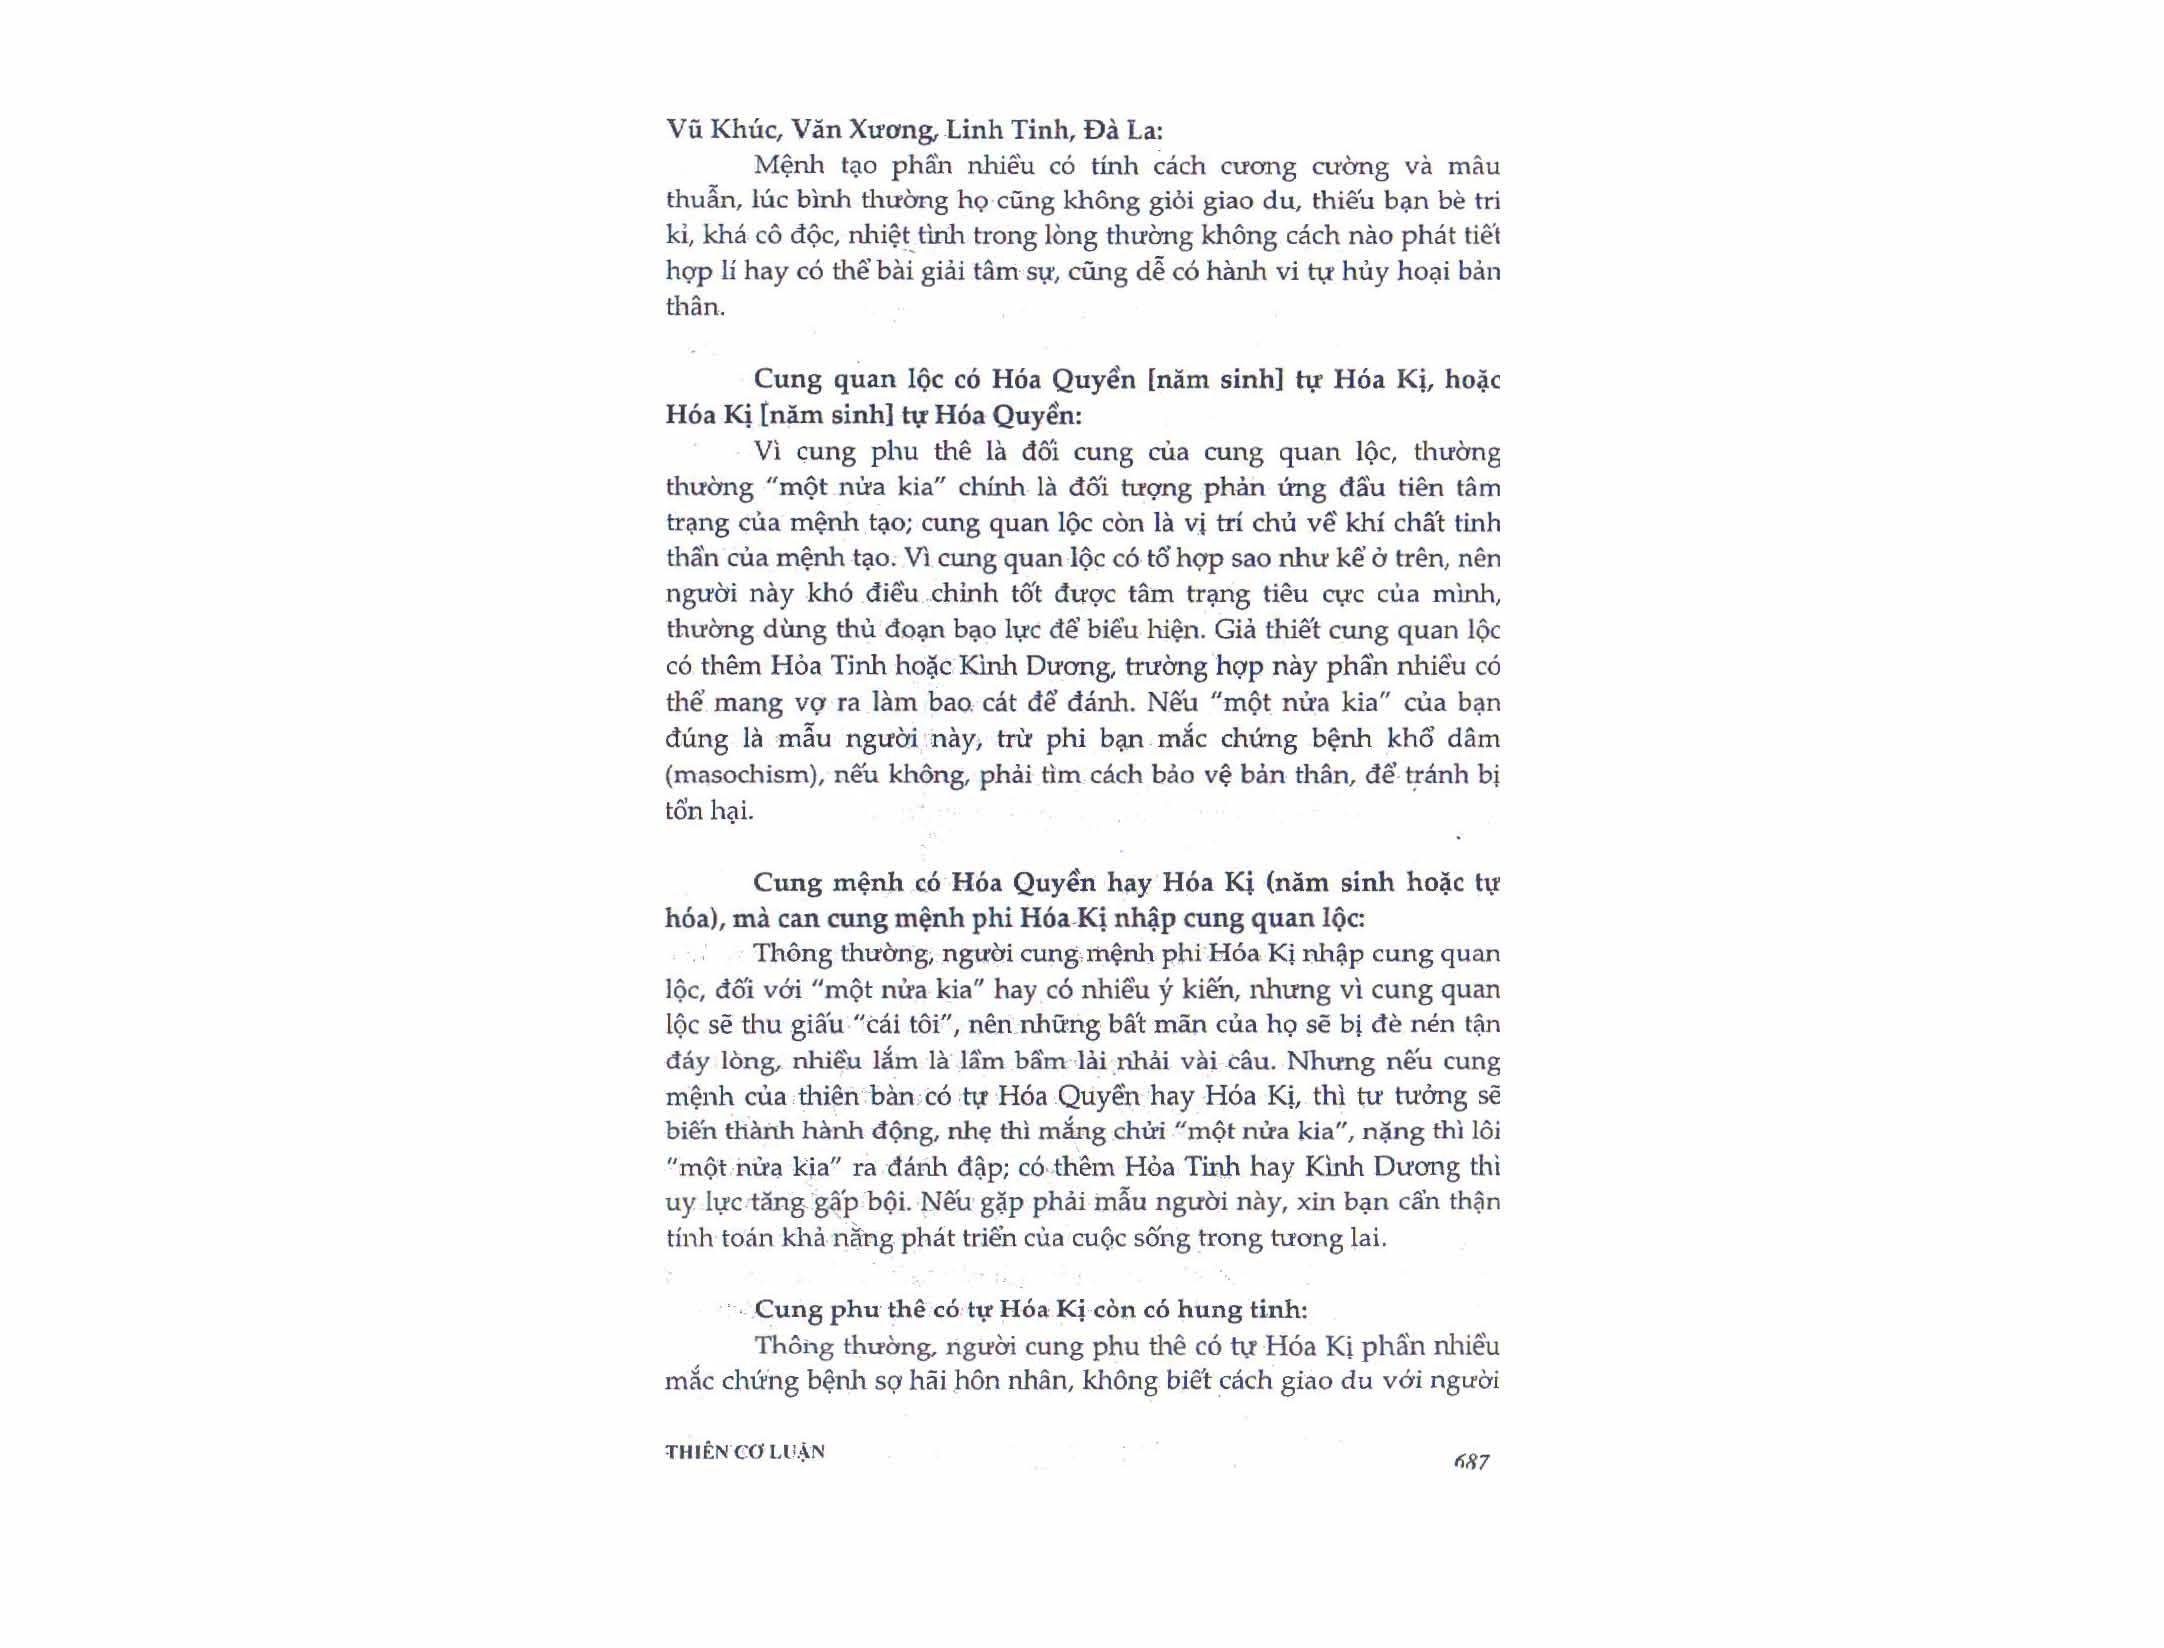 Vũ Khúc, Văn Xương, Linh Tinh, Đà La:
Mệnh tạo phần nhiều có tính cách cương cường và mâu
thuẫn, lúc bình thường họ cũng không giỏi giao du, thiếu bạn bè tri
kỉ, khá cô độc, nhiệt tình trong lòng thường không cách nào phát tiết
hợp lí hay có thể bài giải tâm sự, cũng dễ có hành vi tự hủy hoại bản
thân.
Cung quan lộc có Hóa Quyền [năm sinh] tự Hóa Kị, hoặc
Hóa Kị [năm sinh] tự Hóa Quyền:
Vì cung phu thê là đối cung của cung quan lộc, thường
thường "một nửa kia" chính là đối tượng phản ứng đầu tiên tâm
trạng của mệnh tạo; cung quan lộc còn là vị trí chủ về khí chất tinh
thần của mệnh tạo. Vì cung quan lộc có tổ hợp sao như kể ở trên, nên
người này khó điều chỉnh tốt được tâm trạng tiêu cực của mình,
thường dùng thủ đoạn bạo lực để biểu hiện. Giả thiết cung quan lộc
có thêm Hỏa Tinh hoặc Kình Dương, trường hợp này phần nhiều có
thể mang vợ ra làm bao cát để đánh. Nếu "một nửa kia" của bạn
đúng là mẫu người này, trừ phi bạn mắc chứng bệnh khổ dâm
(masochism), nếu không, phải tìm cách bảo vệ bản thân, để tránh bị
tổn hại.
Cung mệnh có Hóa Quyền hay Hóa Kị (năm sinh hoặc tự
hóa), mà can cung mệnh phi Hóa Kị nhập cung quan lộc:
Thông thường, người cung mệnh phi Hóa Kị nhập cung quan
lộc, đối với "một nửa kia" hay có nhiều ý kiến, nhưng vì cung quan
lộc sẽ thu giấu "cái tôi", nên những bất mãn của họ sẽ bị đè nén tận
đáy lòng, nhiều lắm là lầm bầm lải nhải vài câu. Nhưng nếu cung
mệnh của thiên bàn có tự Hóa Quyền hay Hóa Kị, thì tư tưởng sẽ
biến thành hành động, nhẹ thì mắng chửi "một nửa kia", nặng thì lôi
"một nửa kia" ra đánh đập; có thêm Hỏa Tinh hay Kình Dương thì
uy lực tăng gấp bội. Nếu gặp phải mẫu người này, xin bạn cẩn thận
tính toán khả năng phát triển của cuộc sống trong tương lai.
Cung phu thê có tự Hóa Kị còn có hung tinh:
Thông thường, người cung phu thê có tự Hóa Kị phần nhiều
mắc chứng bệnh sợ hãi hôn nhân, không biết cách giao du với người
THIÊN CƠ LUẬN
687